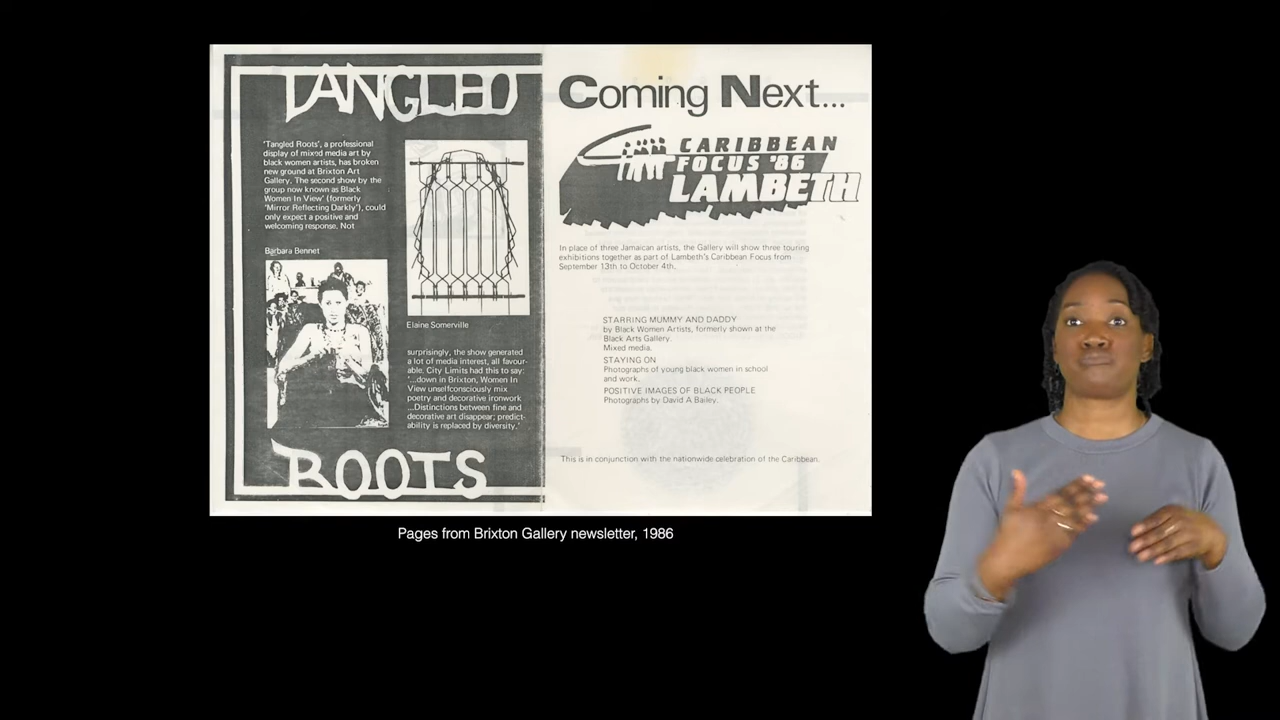 TANGLED
'Tangled Roots', a professional
display of mixed media art by
black women artists, has broken
new ground at Brixton Art
Gallery. The second show by the
group now known as Black
Women In View' (formerly
'Mirror Reflecting Darkly'), could
only expect a positive and
welcoming response. Not
Barbara Bennet
Elaine Somerville
surprisingly, the show generated
a lot of media interest, all favour-
able. City Limits had this to say:
'...down in Brixton, Women In
View unselfconsciously mix
poetry and decorative ironwork
...Distinctions between fine and
decorative art disappear; predict-
ability is replaced by diversity.'
ROOTS
Coming Next...
CARIBBEAN
FOCUS '86
LAMBETH
In place of three Jamaican artists, the Gallery will show three touring
exhibitions together as part of Lambeth's Caribbean Focus from
September 13th to October 4th.
STARRING MUMMY AND DADDY
by Black Women Artists, formerly shown at the
Black Arts Gallery.
Mixed media.
STAYING ON
Photographs of young black women in school
and work.
POSITIVE IMAGES OF BLACK PEOPLE
Photographs by David A Bailey.
This is in conjunction with the nationwide celebration of the Caribbean.
Pages from Brixton Gallery newsletter, 1986